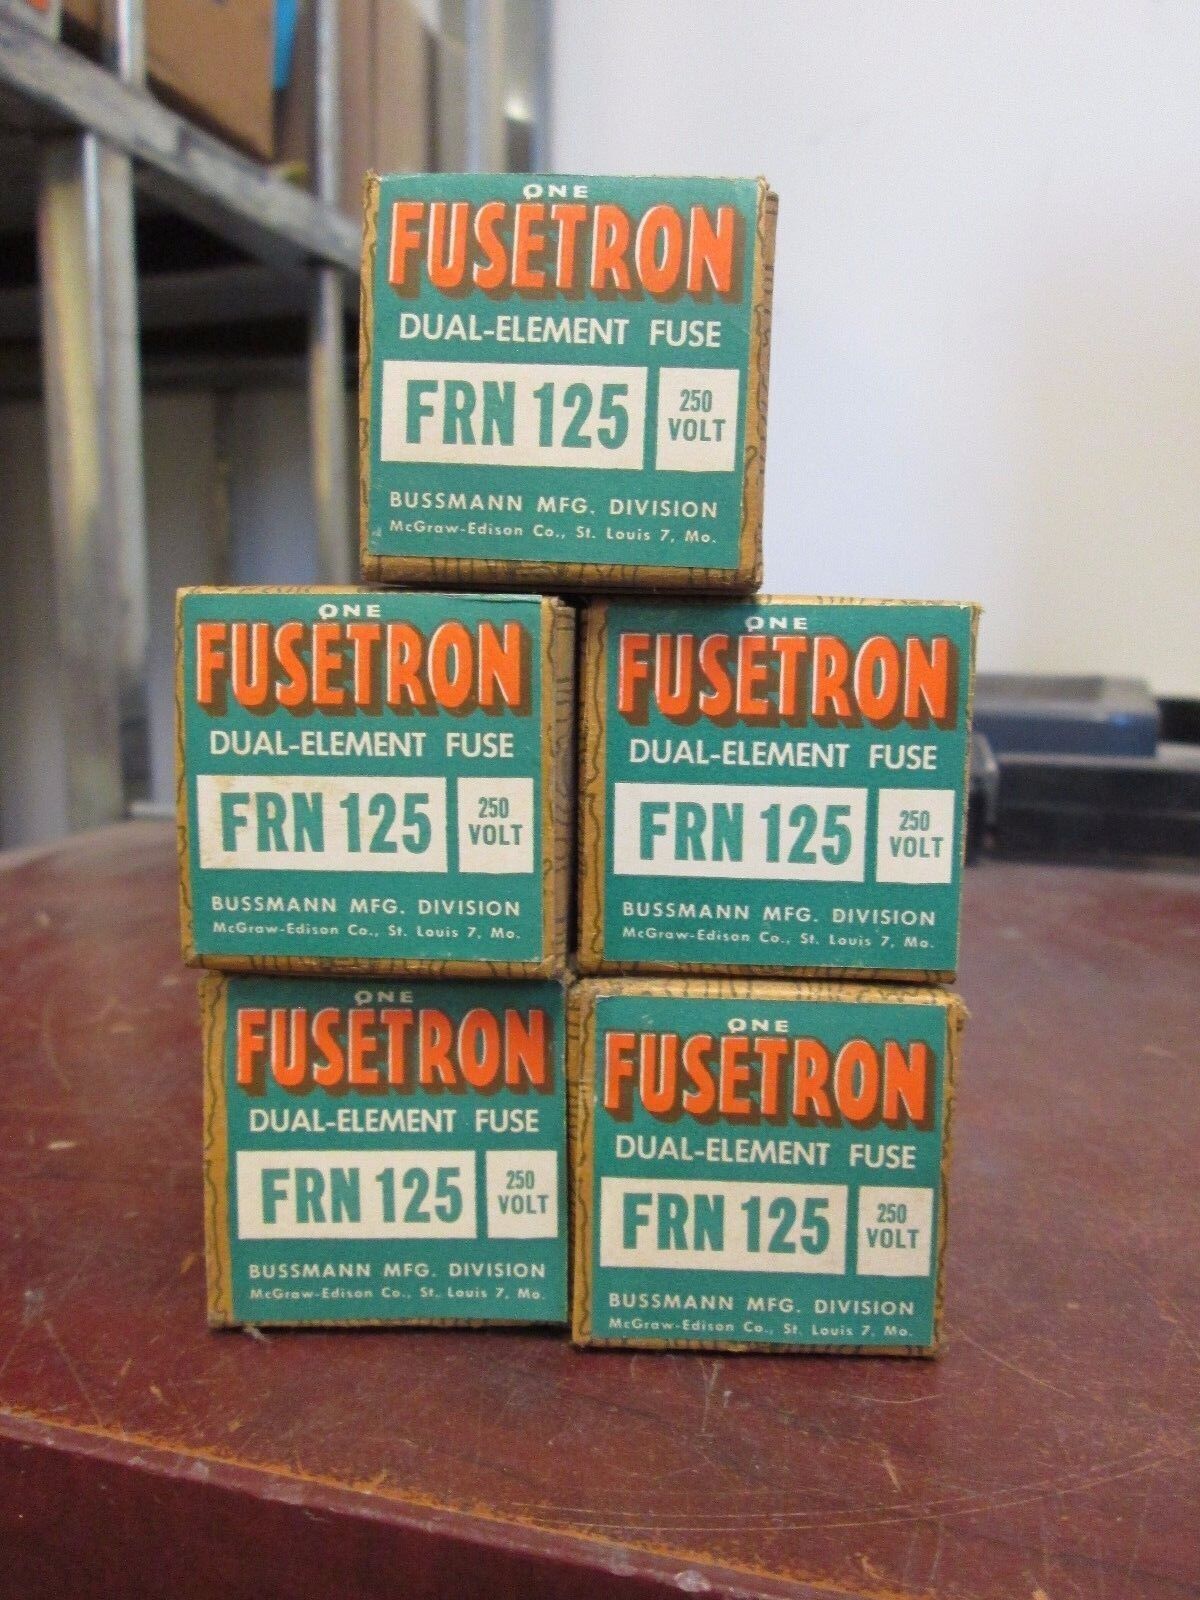 ONE
FUSETRON
DUAL-ELEMENT FUSE
FRN 125
250
VOLT
BUSSMANN MFG. DIVISION
McGraw-Edison Co., St. Louis 7, Mo.
ONE
FUSETRON
DUAL-ELEMENT FUSE
FRN 125
250
VOLT
BUSSMANN MFG. DIVISION
McGraw-Edison Co., St. Louis 7, Mo.
ONE
FUSETRON
DUAL-ELEMENT FUSE
FRN 125
250
VOLT
BUSSMANN MFG. DIVISION
McGraw-Edison Co., St. Louis 7, Mo.
ONE
FUSETRON
DUAL-ELEMENT FUSE
FRN 125
250
VOLT
BUSSMANN MFG. DIVISION
McGraw-Edison Co., St. Louis 7, Mo.
ONE
FUSETRON
DUAL-ELEMENT FUSE
FRN 125
250
VOLT
BUSSMANN MFG. DIVISION
McGraw-Edison Co., St. Louis 7, Mo.